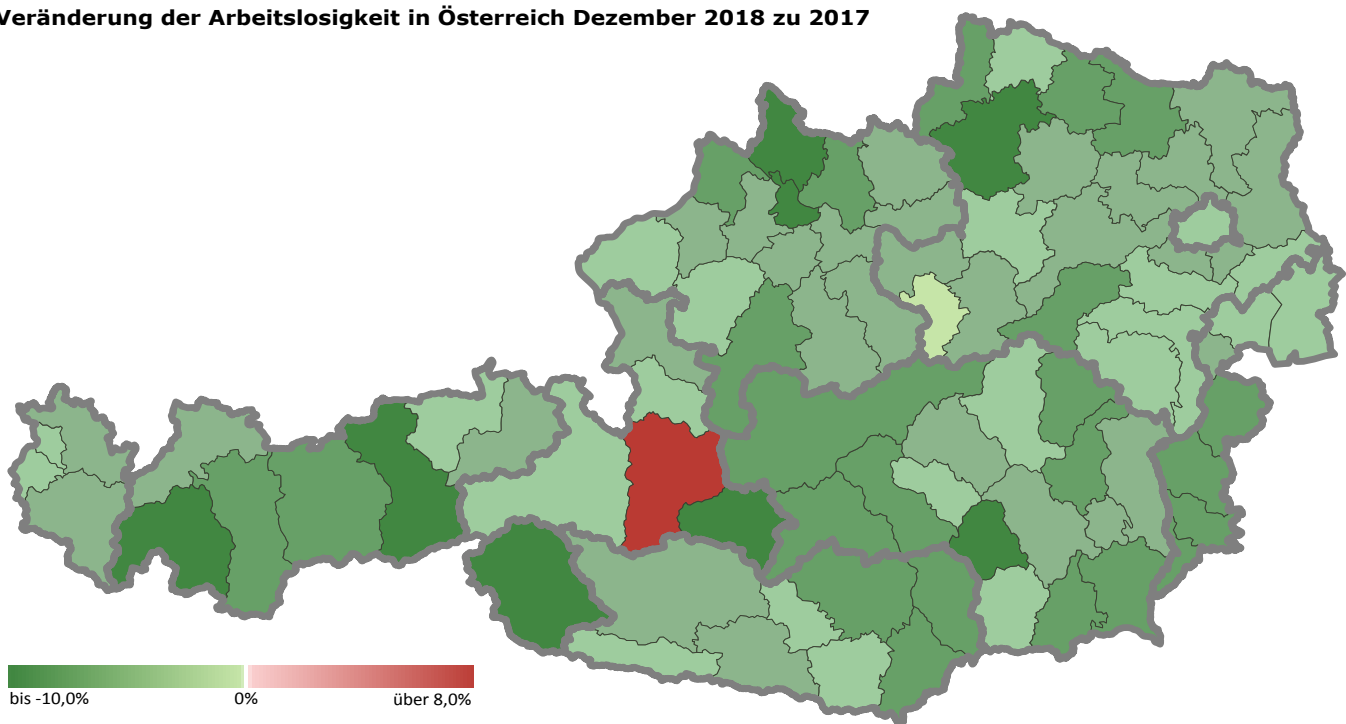 Veränderung der Arbeitslosigkeit in Österreich Dezember 2018 zu 2017
bis -10,0% 0% über 8,0%